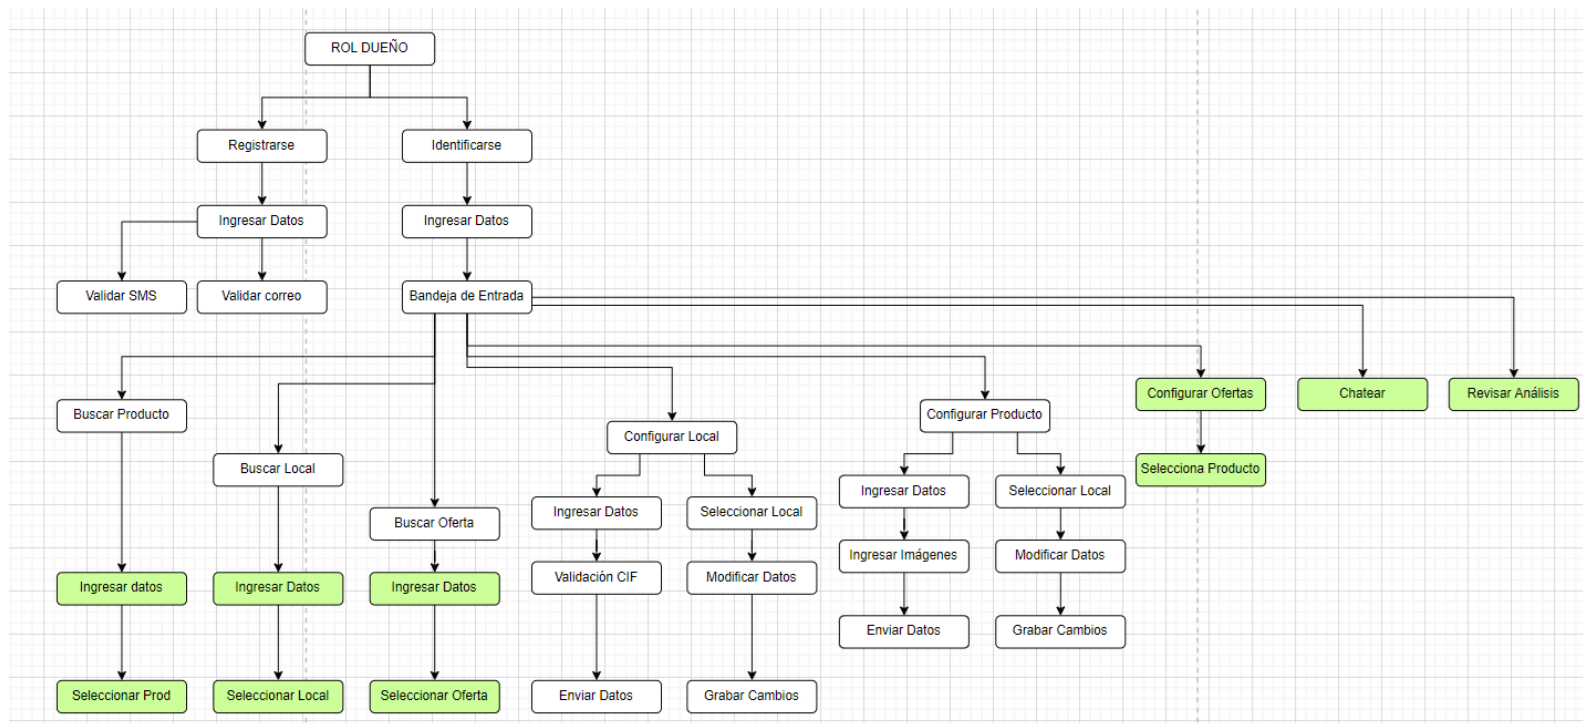 ROL DUEÑO
Registrarse
Identificarse
Ingresar Datos
Ingresar Datos
Validar SMS
Validar correo
Bandeja de Entrada
Configurar Ofertas
Chatear
Revisar Análisis
Buscar Producto
Configurar Producto
Configurar Local
Buscar Local
Selecciona Producto
Ingresar Datos
Seleccionar Local
Ingresar Datos
Seleccionar Local
Buscar Oferta
Ingresar Imágenes
Modificar Datos
Validación CIF
Modificar Datos
Ingresar datos
Ingresar Datos
Ingresar Datos
Enviar Datos
Grabar Cambios
Seleccionar Prod
Seleccionar Local
Seleccionar Oferta
Enviar Datos
Grabar Cambios